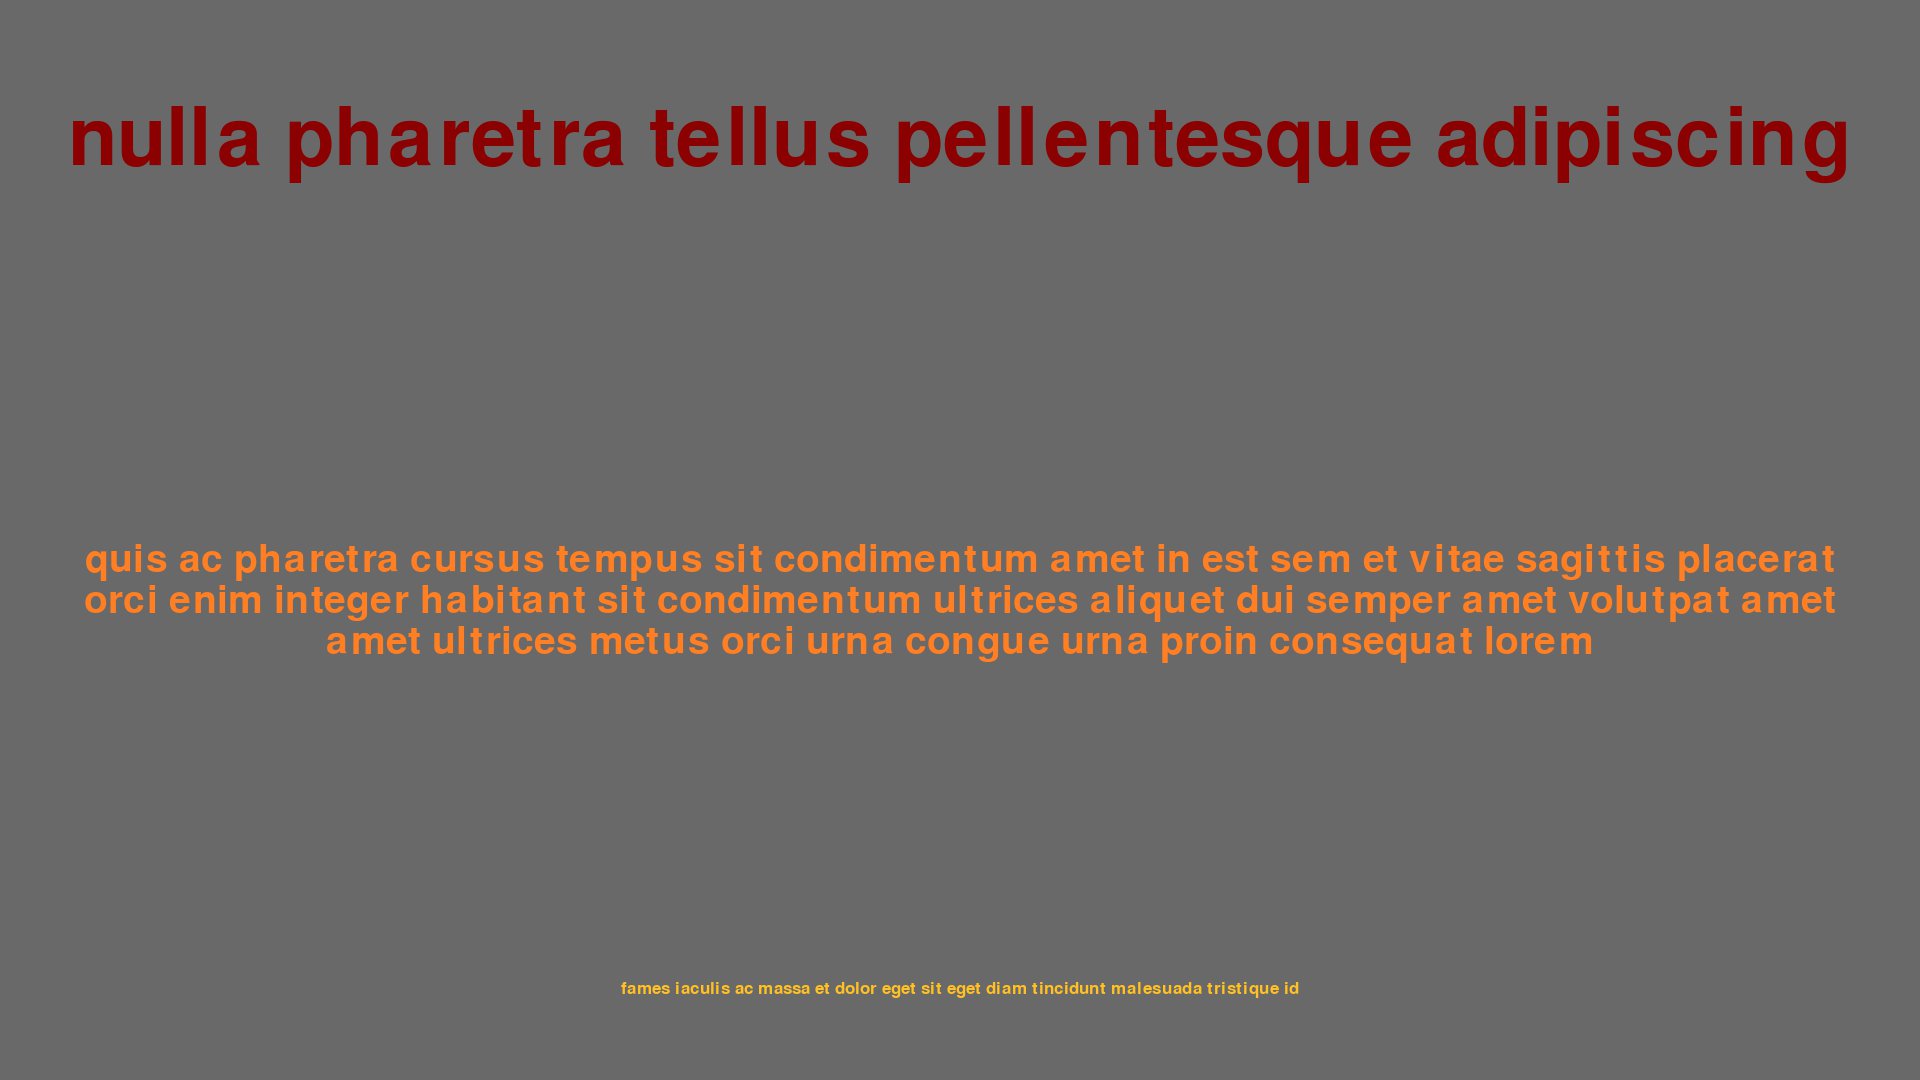 nulla pharetra tellus pellentesque adipiscing
quis ac pharetra cursus tempus sit condimentum amet in est sem et vitae sagittis placerat
orci enim integer habitant sit condimentum ultrices aliquet dui semper amet volutpat amet
amet ultrices metus orci urna congue urna proin consequat lorem
fames iaculis ac massa et dolor eget sit eget diam tincidunt malesuada tristique id